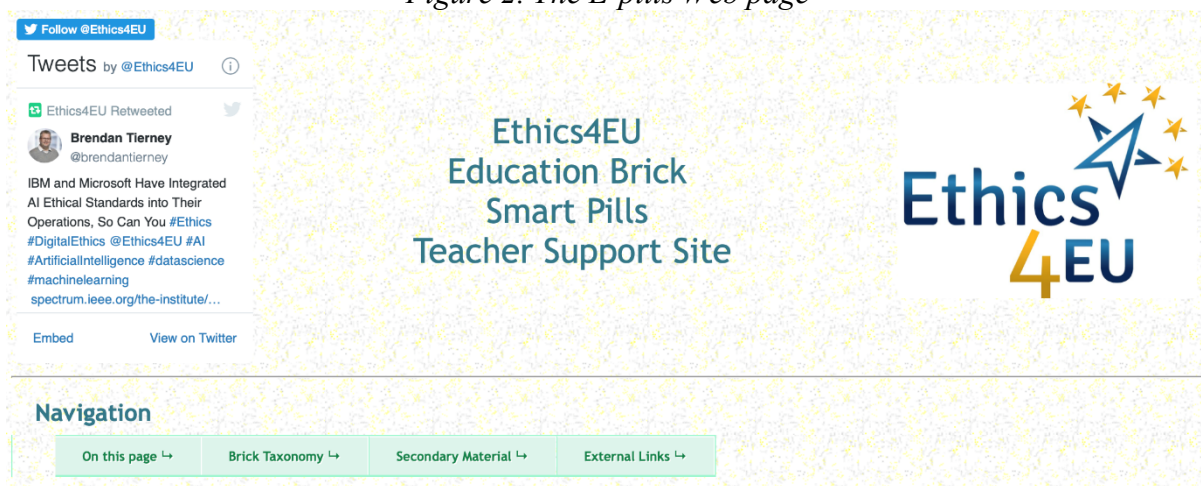 Figure 2. The E-pills web page
Follow @Ethics4EU
Tweets by @Ethics4EU
Ethics4EU Retweeted
Brendan Tierney
@brendantierney
IBM and Microsoft Have Integrated
AI Ethical Standards into Their
Operations, So Can You #Ethics
#DigitalEthics @Ethics4EU #AI
#ArtificialIntelligence #datascience
#machinelearning
spectrum.ieee.org/the-institute/…
Embed View on Twitter
Ethics4EU
Education Brick
Smart Pills
Teacher Support Site
Ethics
4EU
Navigation
On this page ↳ Brick Taxonomy ↳ Secondary Material ↳ External Links ↳